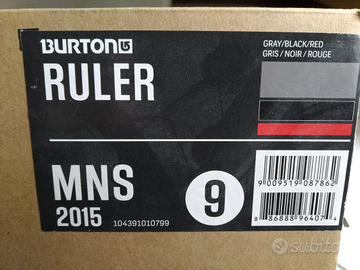 BURTON
RULER
GRAY/BLACK/RED
GRIS / NOIR / ROUGE
MNS
2015
9
104391010799
9 009519 087862
8 86888 96407 4
subito